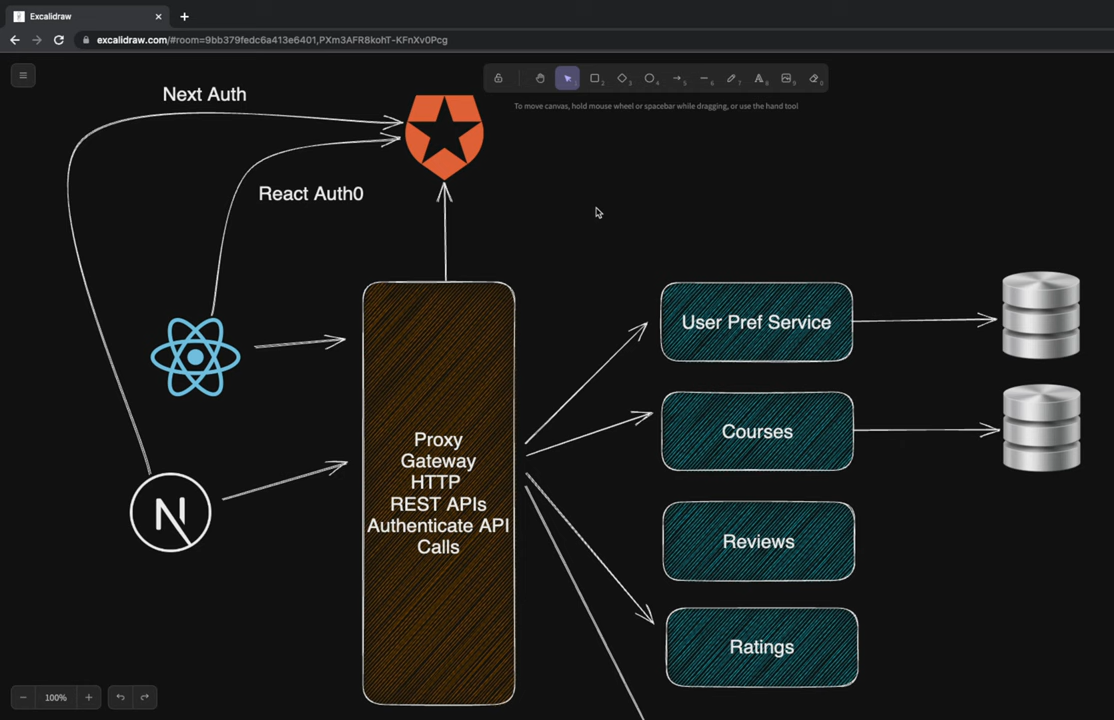 Excalidraw
excalidraw.com/#room=9bb379fedc6a413e6401,PXm3AFR8kohT-KFnXv0Pcg
To move canvas, hold mouse wheel or spacebar while dragging, or use the hand tool
Next Auth
React Auth0
Proxy
Gateway
HTTP
REST APIs
Authenticate API
Calls
User Pref Service
Courses
Reviews
Ratings
100%